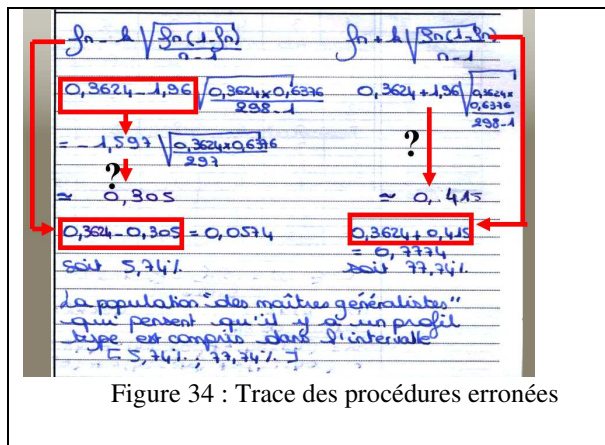 fn - k √fn(1-fn) / n-1 fn + k √fn(1-fn) / n-1
0,3624 - 1,96 √0,3624 x 0,6376 / 298-1 0,3624 + 1,96 √0,3624 x 0,6376 / 298-1
= -1,597 √0,3624 x 0,6376 / 297 ?
?
≈ 0,305 ≈ 0,415
0,3624 - 0,305 = 0,0574 0,3624 + 0,415
= 0,7774
soit 5,74% soit 77,74%
La population "des maîtres généralistes"
qui pensent qu'il y a un profil
type est compris dans l'intervalle
[5,74% ; 77,74%]
Figure 34 : Trace des procédures erronées